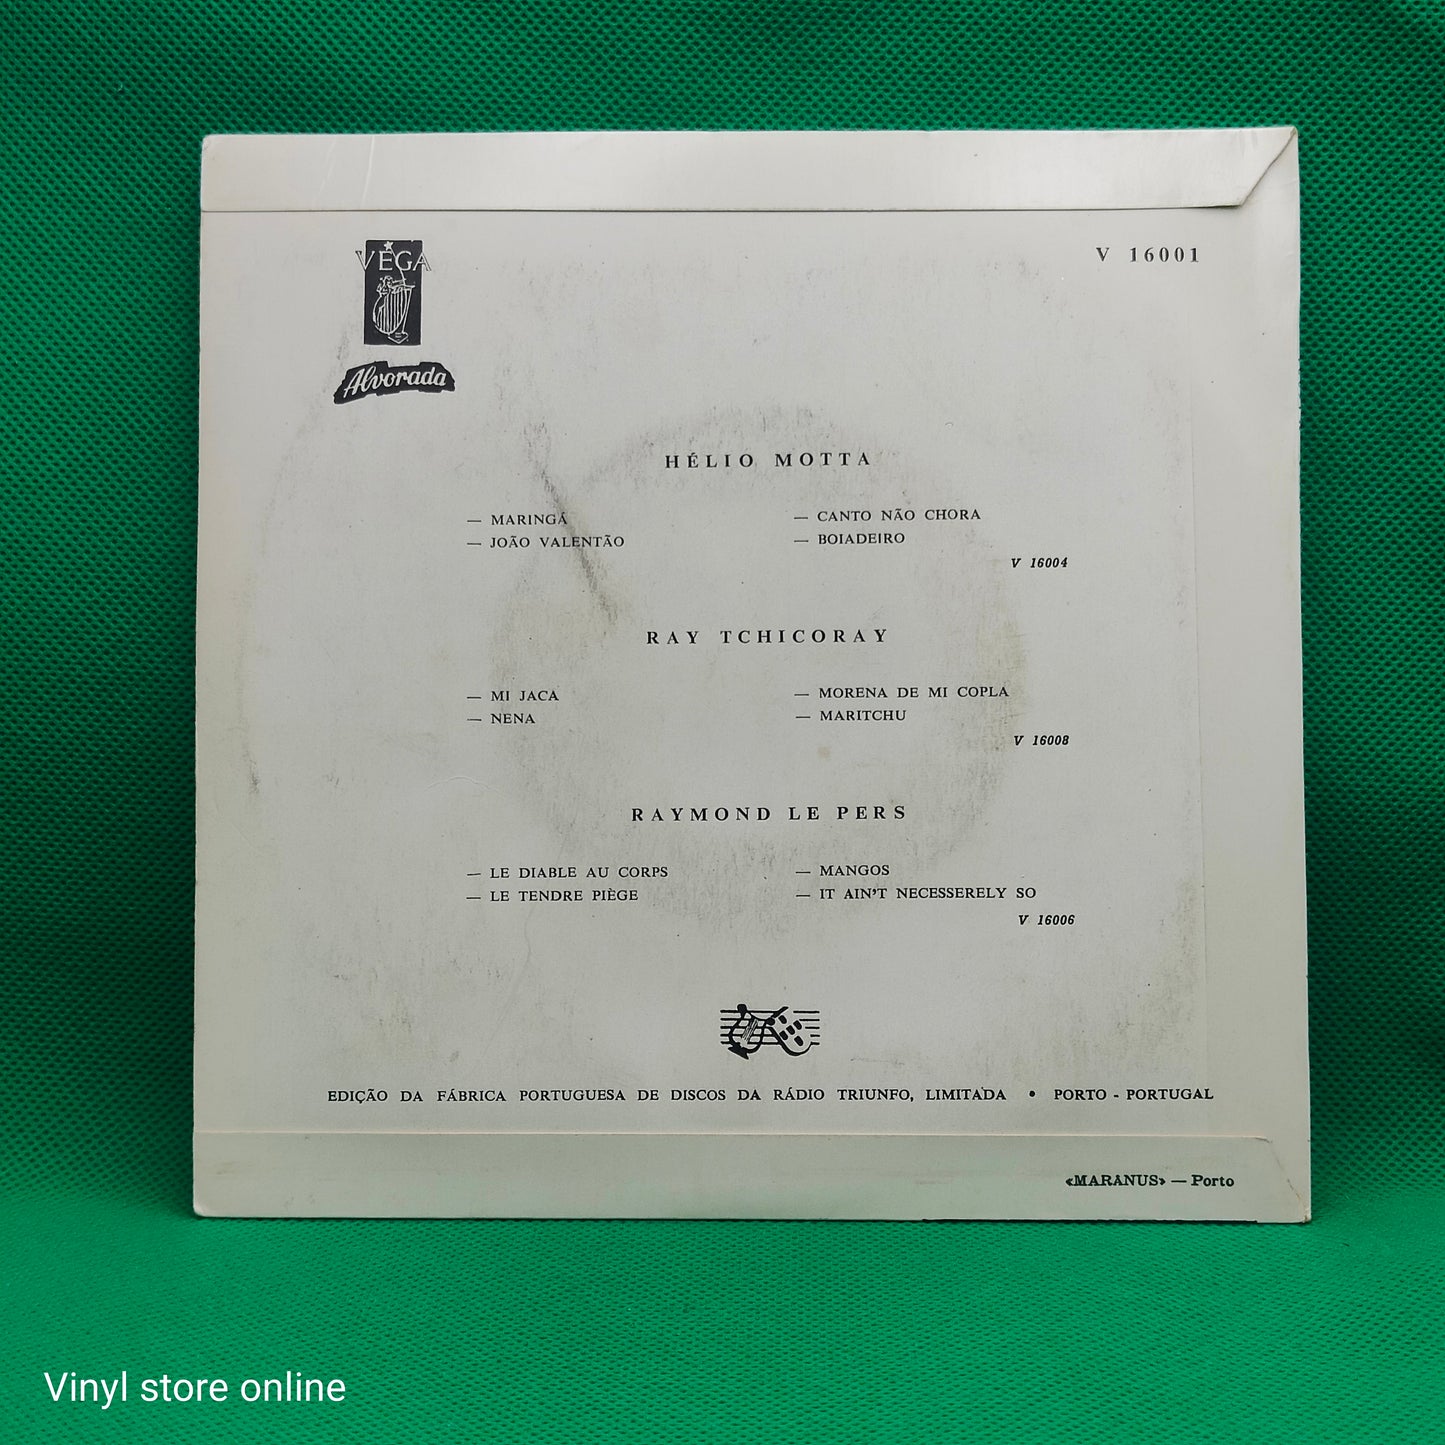 VÉGA
V 16001
Alvorada
HÉLIO MOTTA
— MARINGÁ
— CANTO NÃO CHORA
— JOÃO VALENTÃO
— BOIADEIRO
V 16004
RAY TCHICORAY
— MI JACA
— MORENA DE MI COPLA
— NENA
— MARITCHU
V 16008
RAYMOND LE PERS
— LE DIABLE AU CORPS
— MANGOS
— LE TENDRE PIÈGE
— IT AIN'T NECESSERELY SO
V 16006
EDIÇÃO DA FÁBRICA PORTUGUESA DE DISCOS DA RÁDIO TRIUNFO, LIMITADA • PORTO - PORTUGAL
«MARANUS» — Porto
Vinyl store online